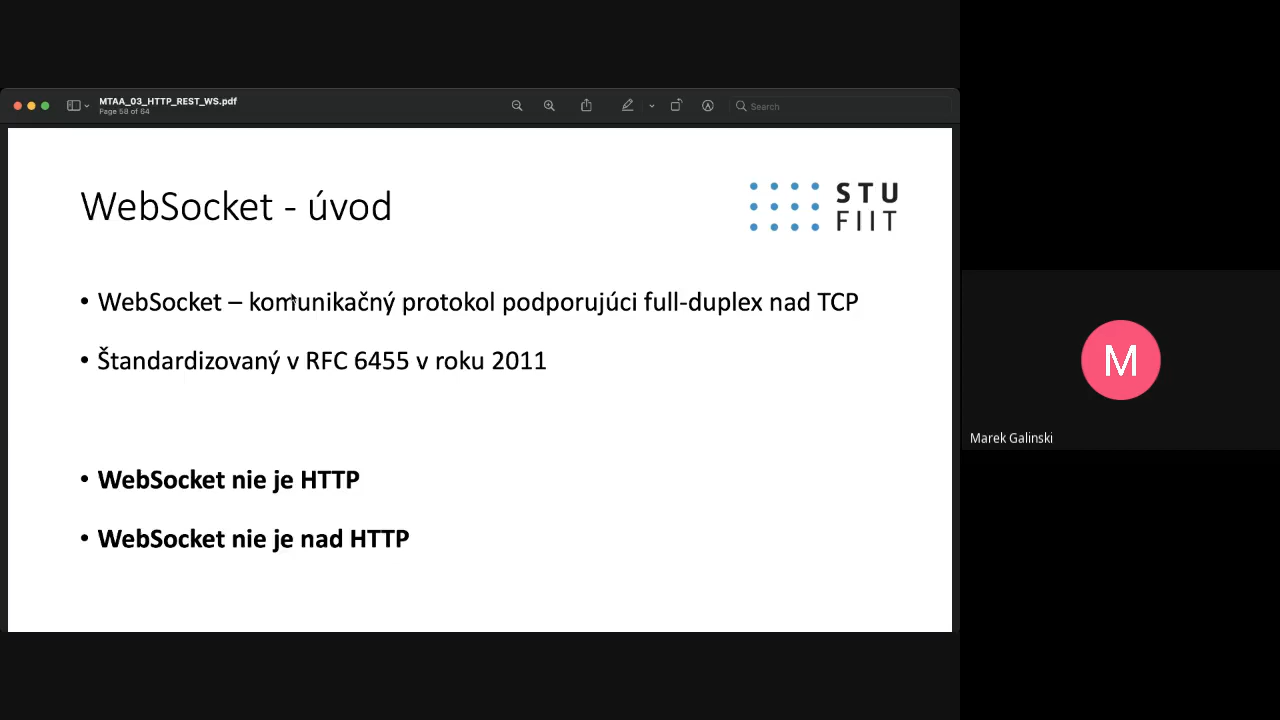 MTAA_03_HTTP_REST_WS.pdf
Page 58 of 64
Search
WebSocket - úvod
STU
FIIT
• WebSocket – komunikačný protokol podporujúci full-duplex nad TCP
• Štandardizovaný v RFC 6455 v roku 2011
• WebSocket nie je HTTP
• WebSocket nie je nad HTTP
M
Marek Galinski